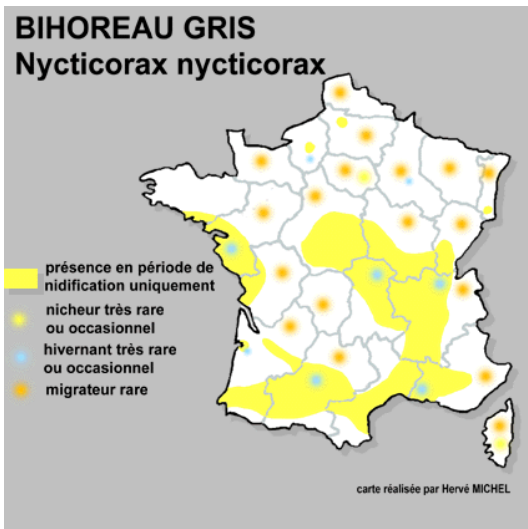 BIHOREAU GRIS
Nycticorax nycticorax
présence en période de
nidification uniquement
nicheur très rare
ou occasionnel
hivernant très rare
ou occasionnel
migrateur rare
carte réalisée par Hervé MICHEL